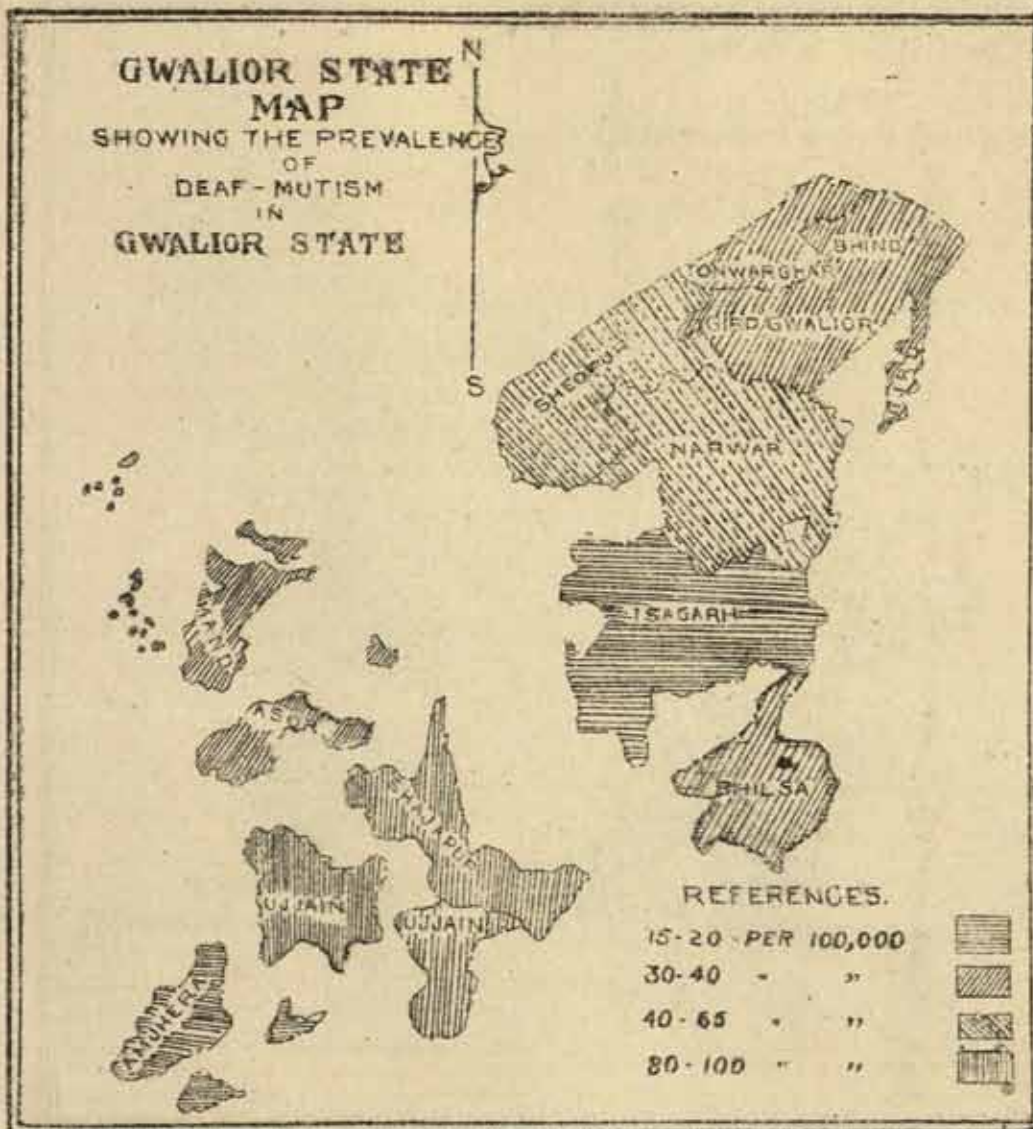 GWALIOR STATE
MAP
SHOWING THE PREVALENCE
OF
DEAF-MUTISM
IN
GWALIOR STATE
N
S
BHIND
TONWARGHAR
GIRD GWALIOR
SHEOPUR
NARWAR
ISAGARH
BHILSA
SHAJAPUR
UJJAIN
UJJAIN
AMJHERA
REFERENCES.
15-20 PER 100,000
30-40 " "
40-65 " "
80-100 " "